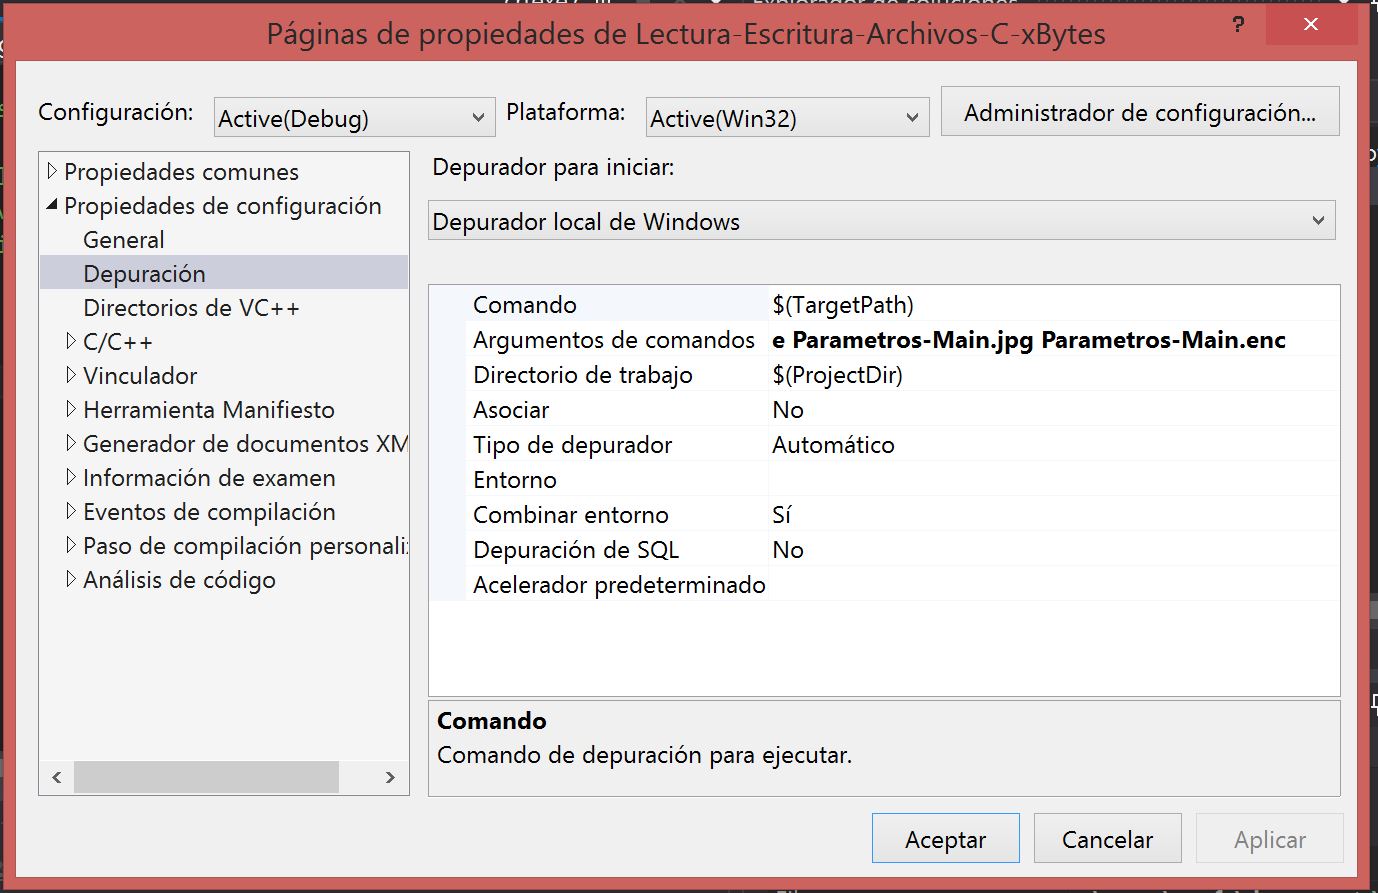 Páginas de propiedades de Lectura-Escritura-Archivos-C-xBytes
?
Configuración: Active(Debug) Plataforma: Active(Win32) Administrador de configuración...
Propiedades comunes
Propiedades de configuración
General
Depuración
Directorios de VC++
C/C++
Vinculador
Herramienta Manifiesto
Generador de documentos XM
Información de examen
Eventos de compilación
Paso de compilación personali
Análisis de código
Depurador para iniciar:
Depurador local de Windows
Comando $(TargetPath)
Argumentos de comandos e Parametros-Main.jpg Parametros-Main.enc
Directorio de trabajo $(ProjectDir)
Asociar No
Tipo de depurador Automático
Entorno
Combinar entorno Sí
Depuración de SQL No
Acelerador predeterminado
Comando
Comando de depuración para ejecutar.
Aceptar Cancelar Aplicar